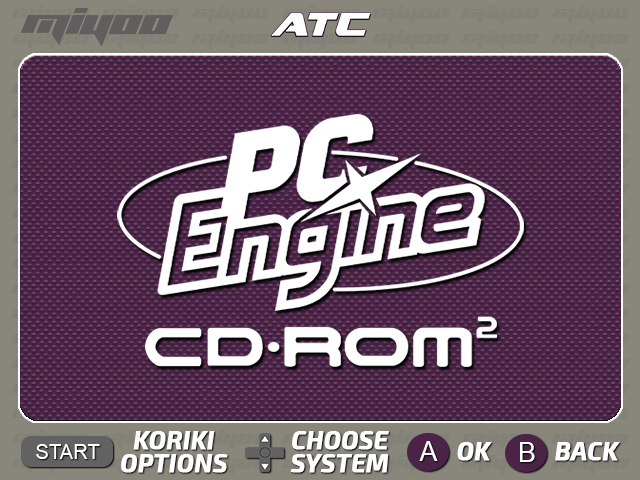 miyoo
ATC
PC
Engine
CD·ROM²
START
KORIKI
OPTIONS
CHOOSE
SYSTEM
A
OK
B
BACK